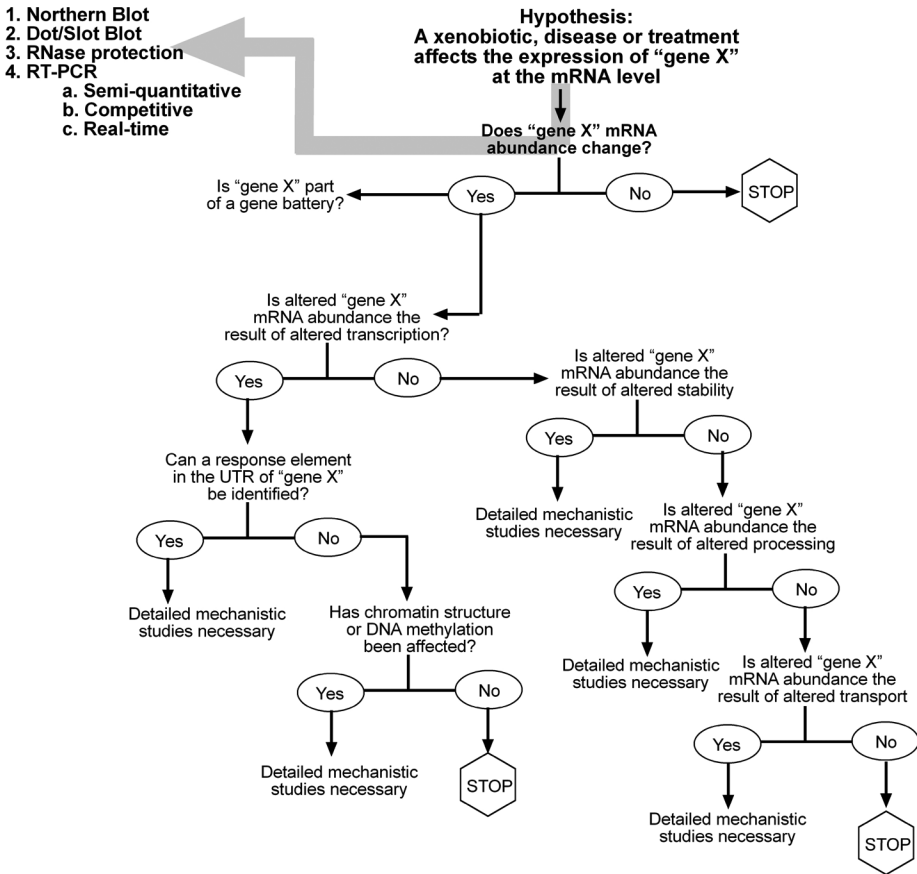 1. Northern Blot
2. Dot/Slot Blot
3. RNase protection
4. RT-PCR
a. Semi-quantitative
b. Competitive
c. Real-time
Hypothesis:
A xenobiotic, disease or treatment
affects the expression of “gene X”
at the mRNA level
Does “gene X” mRNA
abundance change?
Is “gene X” part
of a gene battery?
Yes
No
STOP
Is altered “gene X”
mRNA abundance the
result of altered transcription?
Yes
No
Is altered “gene X”
mRNA abundance the
result of altered stability
Yes
No
Can a response element
in the UTR of “gene X”
be identified?
Detailed mechanistic
studies necessary
Is altered “gene X”
mRNA abundance the
result of altered processing
Yes
No
Yes
No
Detailed mechanistic
studies necessary
Has chromatin structure
or DNA methylation
been affected?
Detailed mechanistic
studies necessary
Is altered “gene X”
mRNA abundance the
result of altered transport
Yes
No
Yes
No
Detailed mechanistic
studies necessary
STOP
Detailed mechanistic
studies necessary
STOP